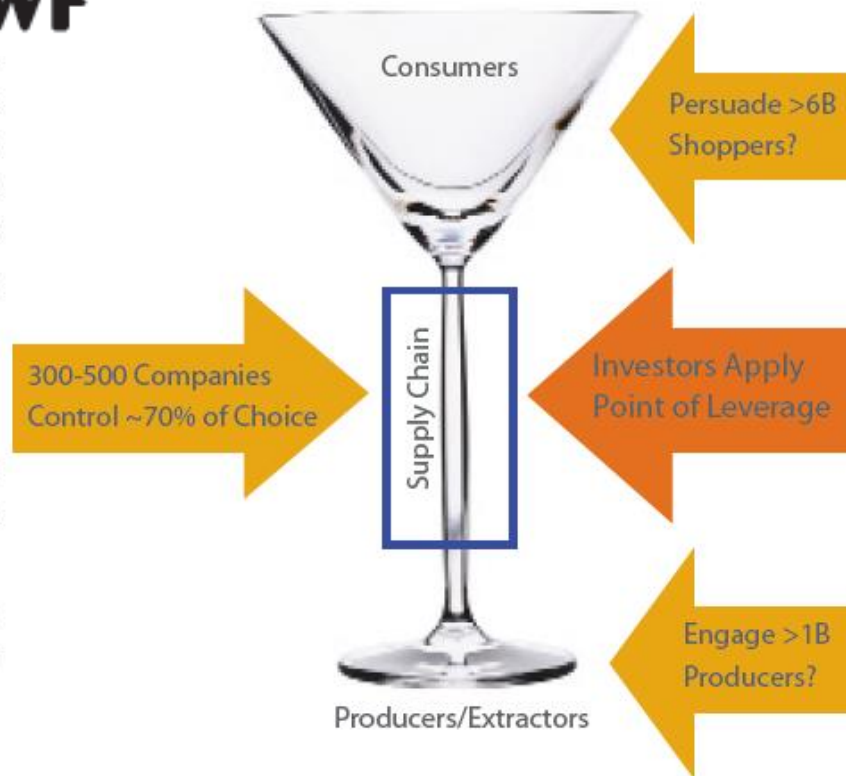 WF
Consumers
Persuade >6B
Shoppers?
300-500 Companies
Control ~70% of Choice
Supply Chain
Investors Apply
Point of Leverage
Engage >1B
Producers?
Producers/Extractors